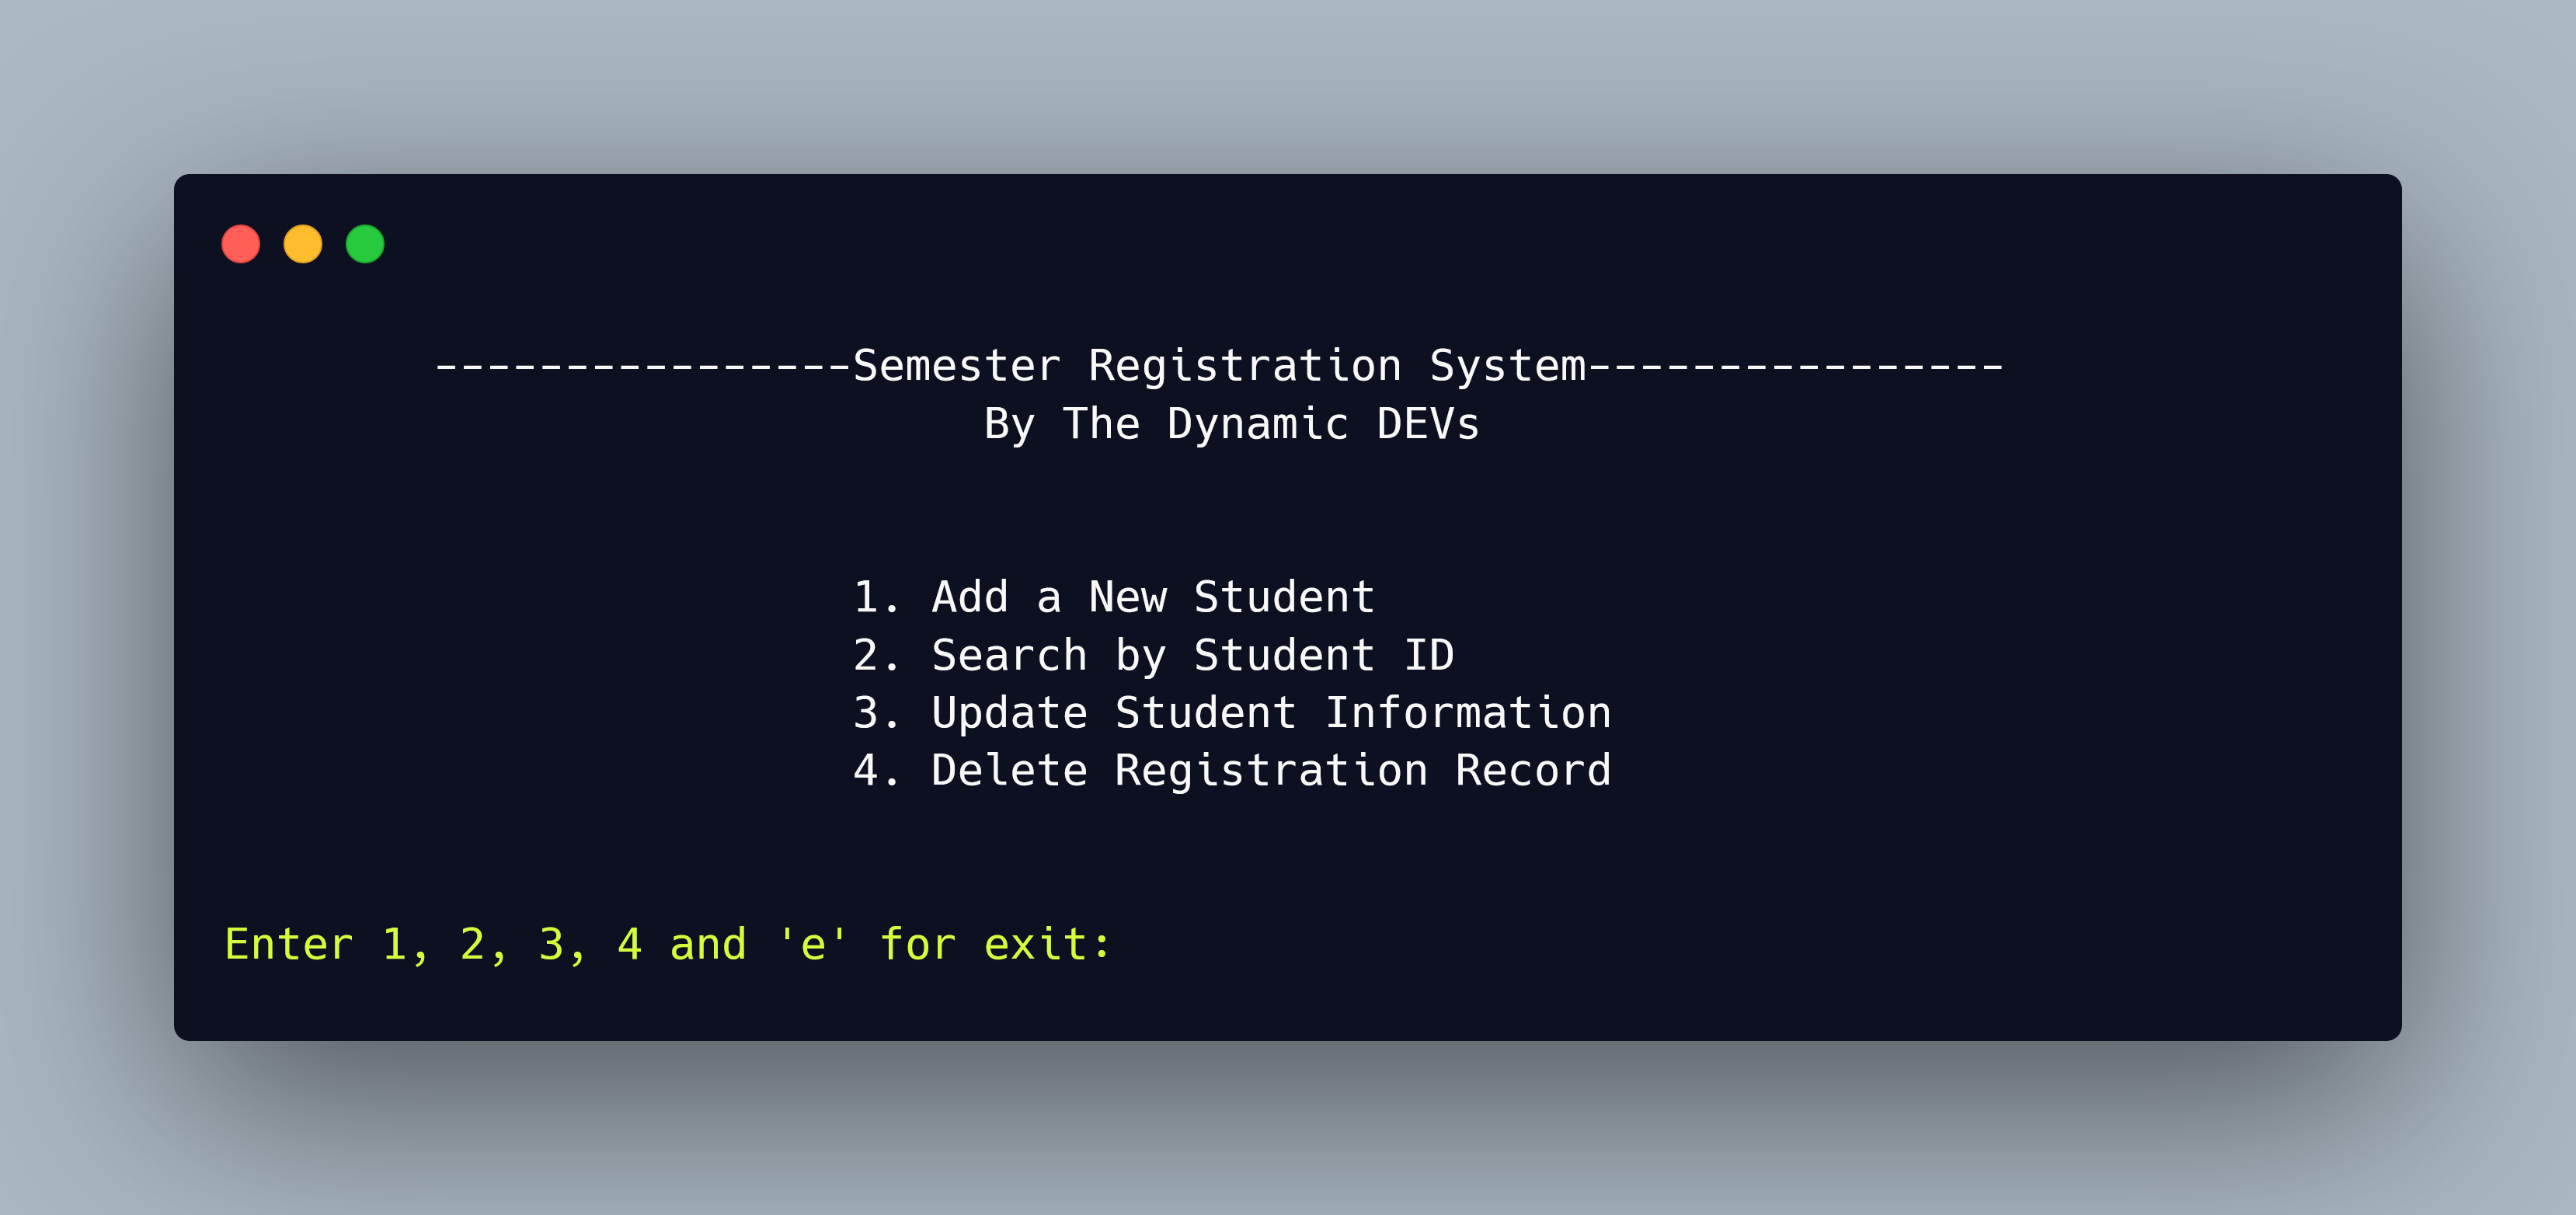 ----------------Semester Registration System----------------
By The Dynamic DEVs
1. Add a New Student
2. Search by Student ID
3. Update Student Information
4. Delete Registration Record
Enter 1, 2, 3, 4 and 'e' for exit: